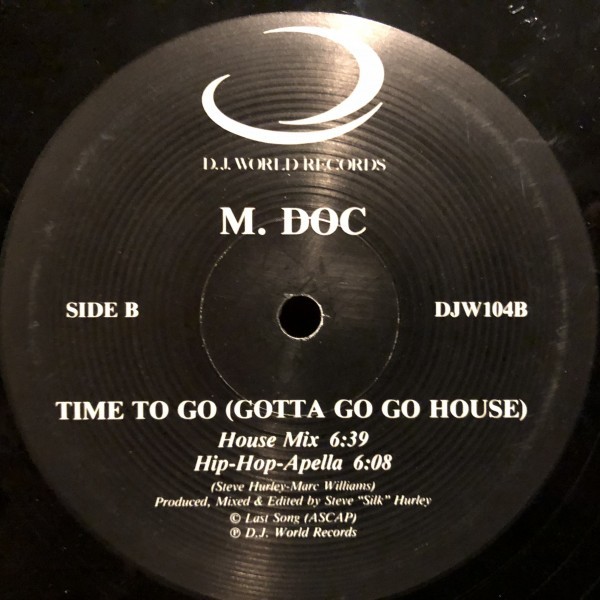 D.J. WORLD RECORDS
M. DOC
SIDE B DJW104B
TIME TO GO (GOTTA GO GO HOUSE)
House Mix 6:39
Hip-Hop-Apella 6:08
(Steve Hurley-Marc Williams)
Produced, Mixed & Edited by Steve "Silk" Hurley
© Last Song (ASCAP)
℗ D.J. World Records